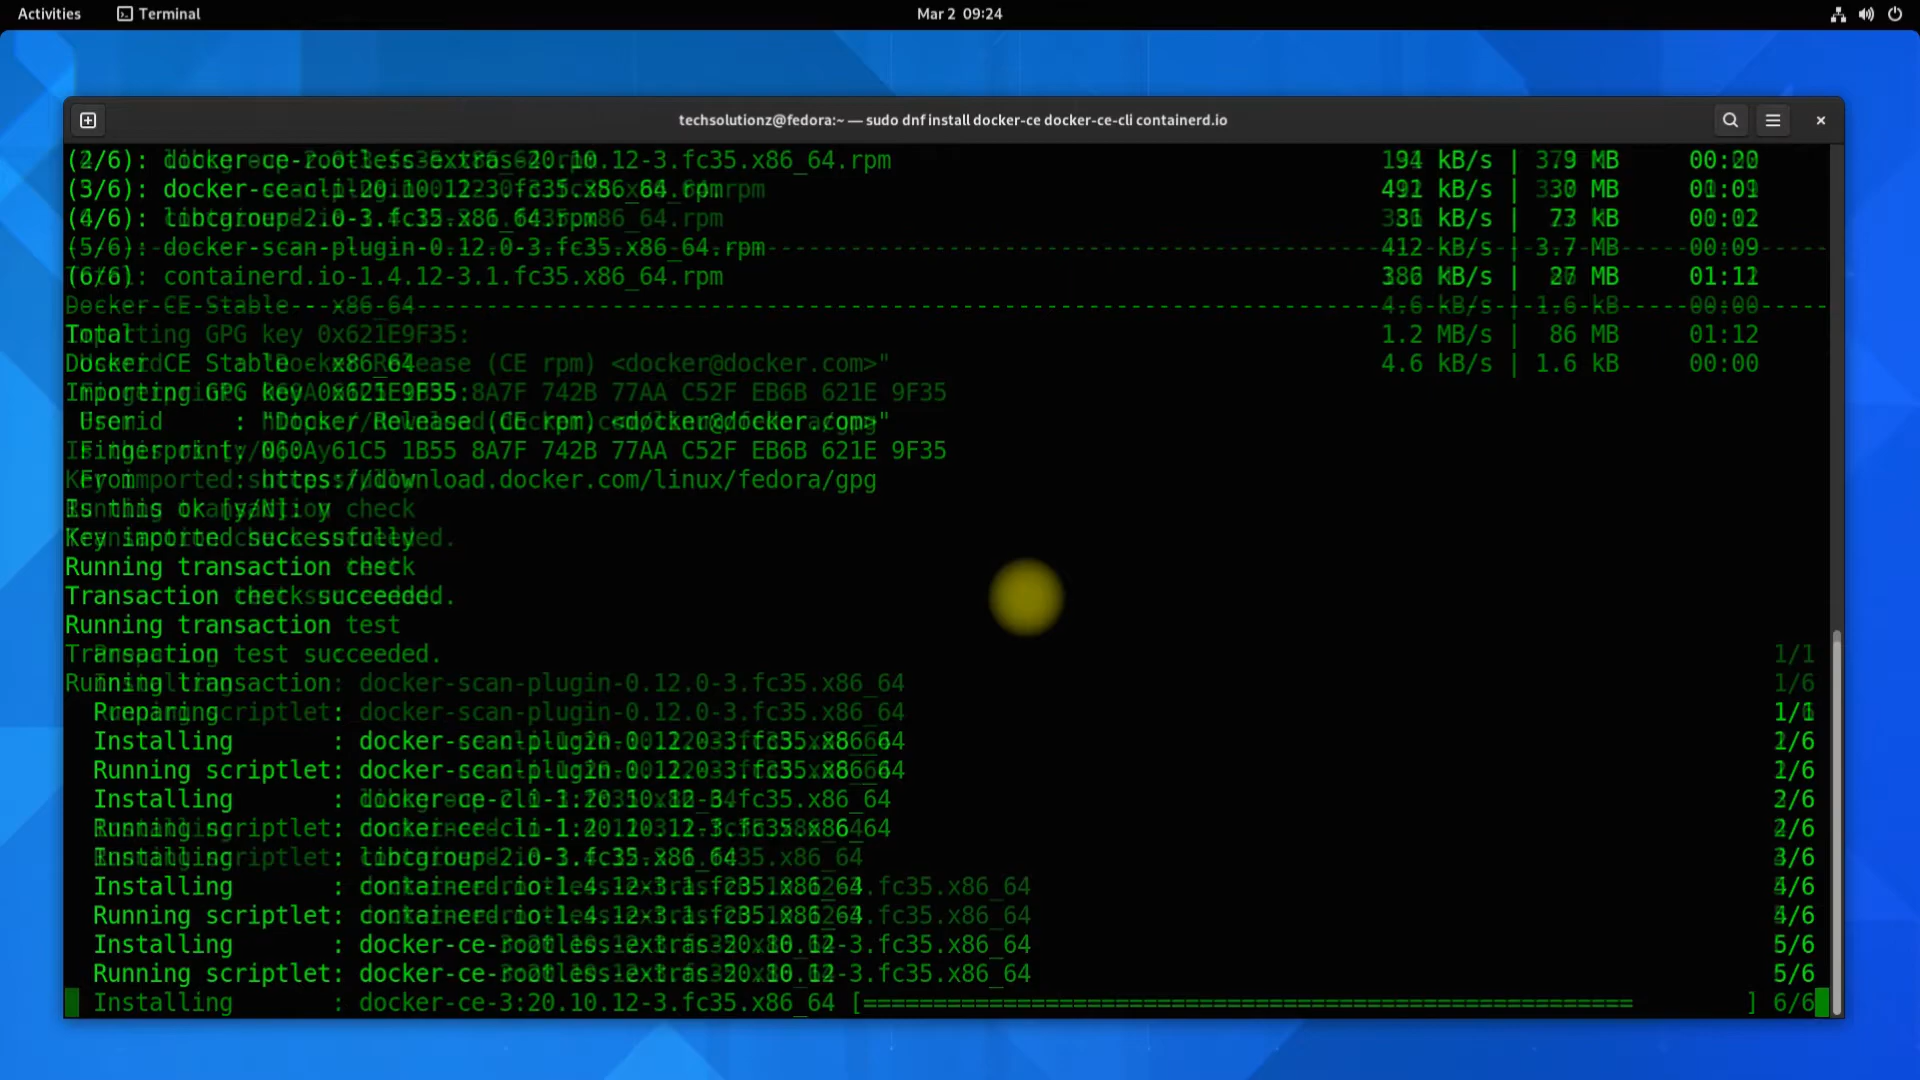 Activities Terminal Mar 2 09:24
techsolutionz@fedora:~ — sudo dnf install docker-ce docker-ce-cli containerd.io
(2/6): docker-ce-rootless-extras-20.10.12-3.fc35.x86_64.rpm 194 kB/s | MB 00:20
(3/6): docker-ce-cli-20.10.12-3.fc35.x86_64.rpm 491 kB/s | MB
(4/6): libcgroup-2.0-3.fc35.x86_64.rpm kB/s | 73 kB 00:02
(5/6): docker-scan-plugin-0.12.0-3.fc35.x86_64.rpm 412 kB/s | 3.7 MB 00:09
(6/6): containerd.io-1.4.12-3.1.fc35.x86_64.rpm kB/s | MB
Docker CE Stable - x86_64 4.6 kB/s | 1.6 kB 00:00
Total 1.2 MB/s | 86 MB 01:12
Docker CE Stable - x86_64 4.6 kB/s | 1.6 kB 00:00
Importing GPG key 0x621E9F35:
Userid : "Docker Release (CE rpm) <docker@docker.com>"
Fingerprint: 060A 61C5 1B55 8A7F 742B 77AA C52F EB6B 621E 9F35
From : https://download.docker.com/linux/fedora/gpg
Is this ok [y/N]: y
Key imported successfully
Running transaction check
Transaction check succeeded.
Running transaction test
Transaction test succeeded.
Running transaction
Preparing : 1/1
Installing : docker-scan-plugin-0.12.0-3.fc35.x86_64 1/6
Running scriptlet: docker-scan-plugin-0.12.0-3.fc35.x86_64 1/6
Installing : docker-ce-cli-1:20.10.12-3.fc35.x86_64 2/6
Running scriptlet: docker-ce-cli-1:20.10.12-3.fc35.x86_64 2/6
Installing : libcgroup-2.0-3.fc35.x86_64 3/6
Installing : containerd.io-1.4.12-3.1.fc35.x86_64 4/6
Running scriptlet: containerd.io-1.4.12-3.1.fc35.x86_64 4/6
Installing : docker-ce-rootless-extras-20.10.12-3.fc35.x86_64 5/6
Running scriptlet: docker-ce-rootless-extras-20.10.12-3.fc35.x86_64 5/6
Installing : docker-ce-3:20.10.12-3.fc35.x86_64 [======================================================= ] 6/6